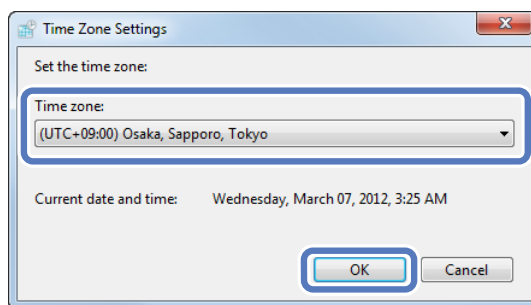 Time Zone Settings
Set the time zone:
Time zone:
(UTC+09:00) Osaka, Sapporo, Tokyo
Current date and time: Wednesday, March 07, 2012, 3:25 AM
OK Cancel